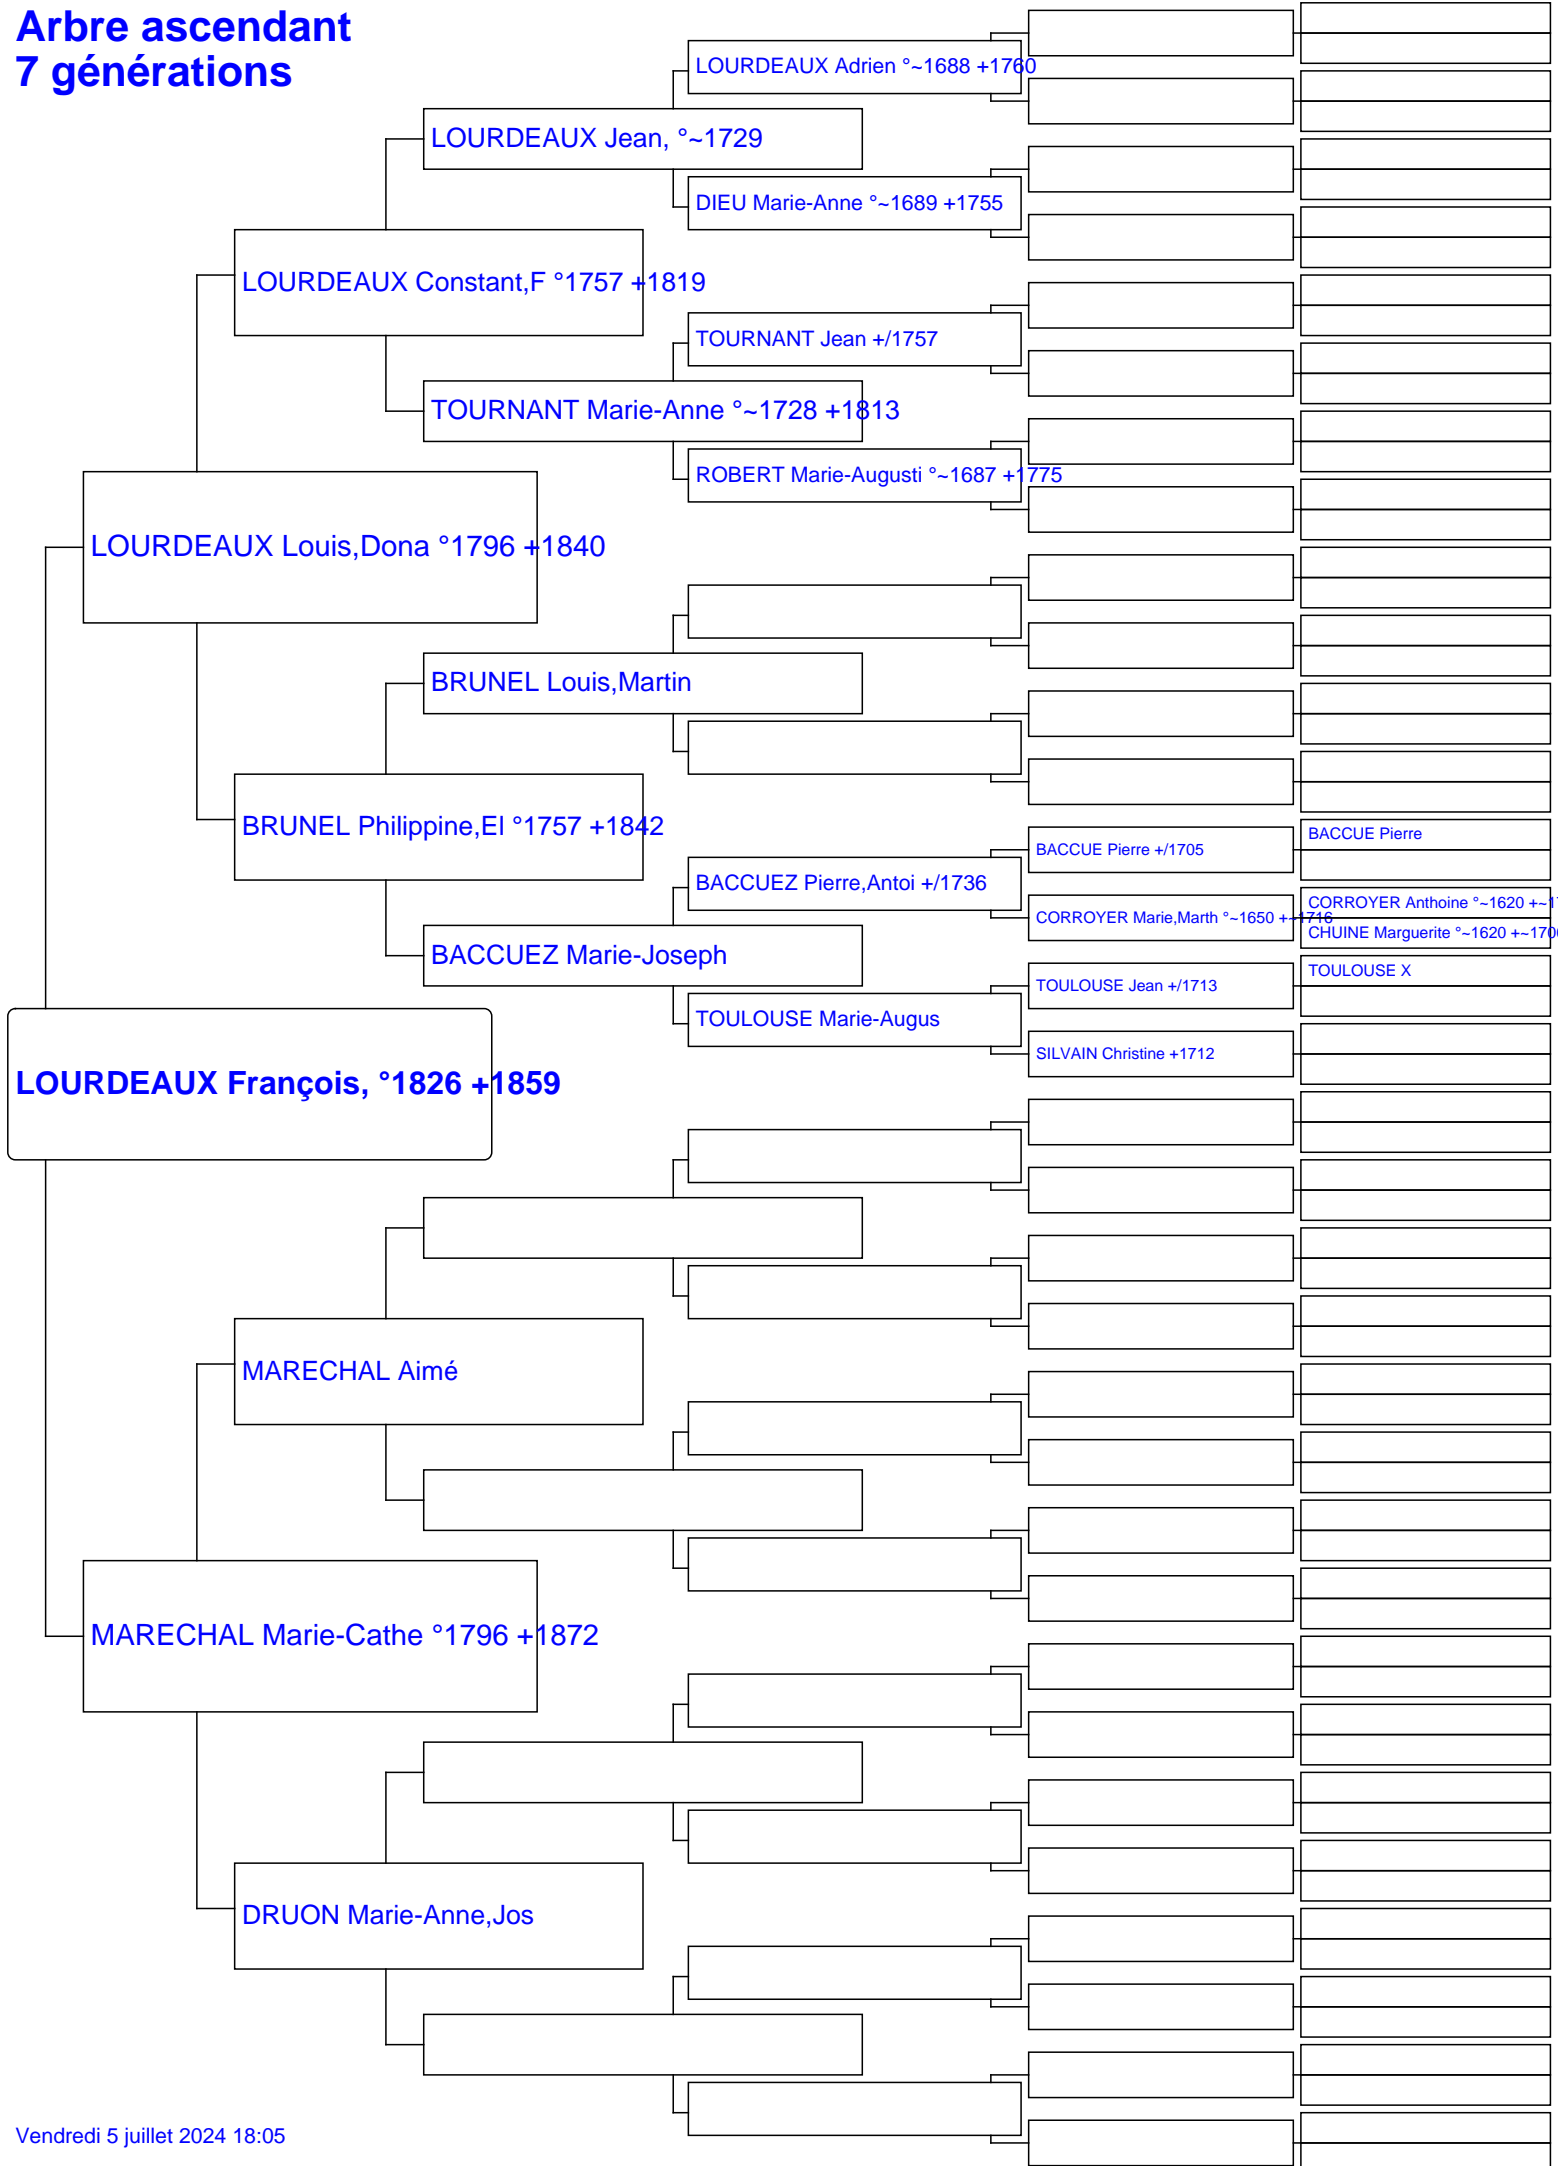 Arbre ascendant
7 générations
LOURDEAUX Adrien °~1688 +1760
LOURDEAUX Jean, °~1729
DIEU Marie-Anne °~1689 +1755
LOURDEAUX Constant,F °1757 +1819
TOURNANT Jean +/1757
TOURNANT Marie-Anne °~1728 +1813
ROBERT Marie-Augusti °~1687 +1775
LOURDEAUX Louis,Dona °1796 +1840
BRUNEL Louis,Martin
BRUNEL Philippine,El °1757 +1842
BACCUE Pierre
BACCUE Pierre +/1705
BACCUEZ Pierre,Antoi +/1736
CORROYER Anthoine °~1620 +~1
CORROYER Marie,Marth °~1650 +~1716
CHUINE Marguerite °~1620 +~170
BACCUEZ Marie-Joseph
TOULOUSE X
TOULOUSE Jean +/1713
TOULOUSE Marie-Augus
SILVAIN Christine +1712
LOURDEAUX François, °1826 +1859
MARECHAL Aimé
MARECHAL Marie-Cathe °1796 +1872
DRUON Marie-Anne,Jos
Vendredi 5 juillet 2024 18:05